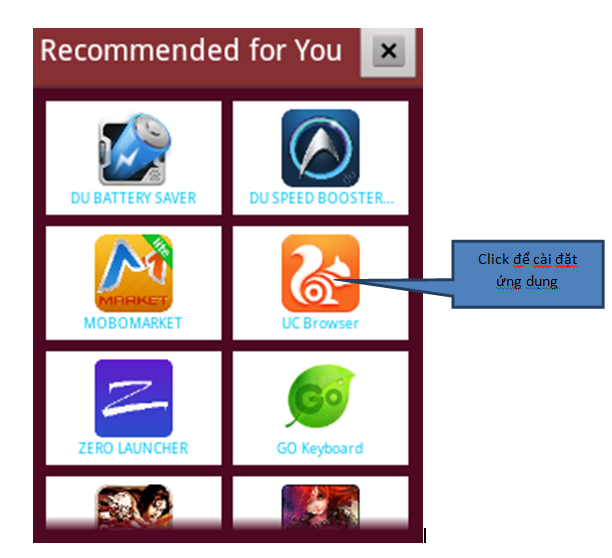 Recommended for You
DU BATTERY SAVER
DU SPEED BOOSTER...
lite
MARKET
MOBOMARKET
UC Browser
Click để cài đặt
ứng dụng
Go
ZERO LAUNCHER
GO Keyboard